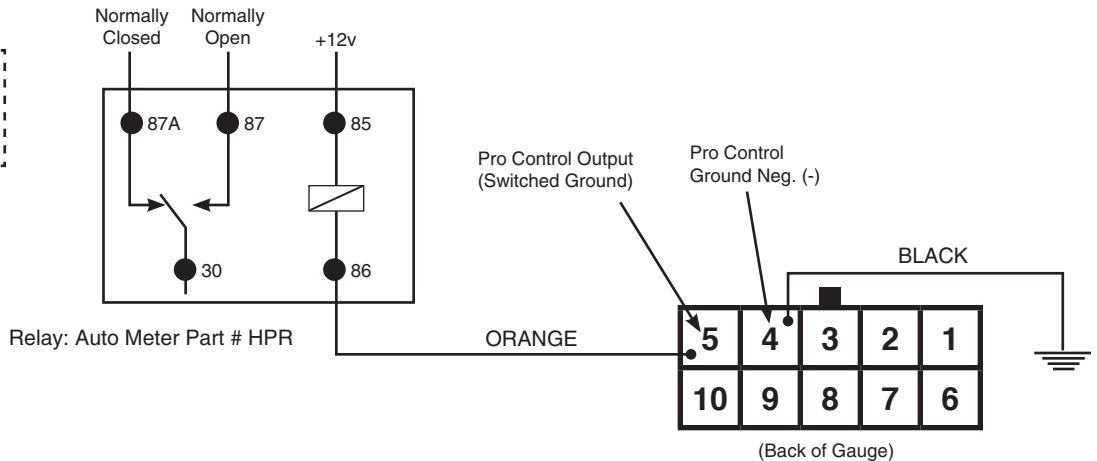 Normally
Closed
Normally
Open
+12v
87A
87
85
30
86
Relay: Auto Meter Part # HPR
Pro Control Output
(Switched Ground)
Pro Control
Ground Neg. (-)
BLACK
ORANGE
5 4 3 2 1
10 9 8 7 6
(Back of Gauge)